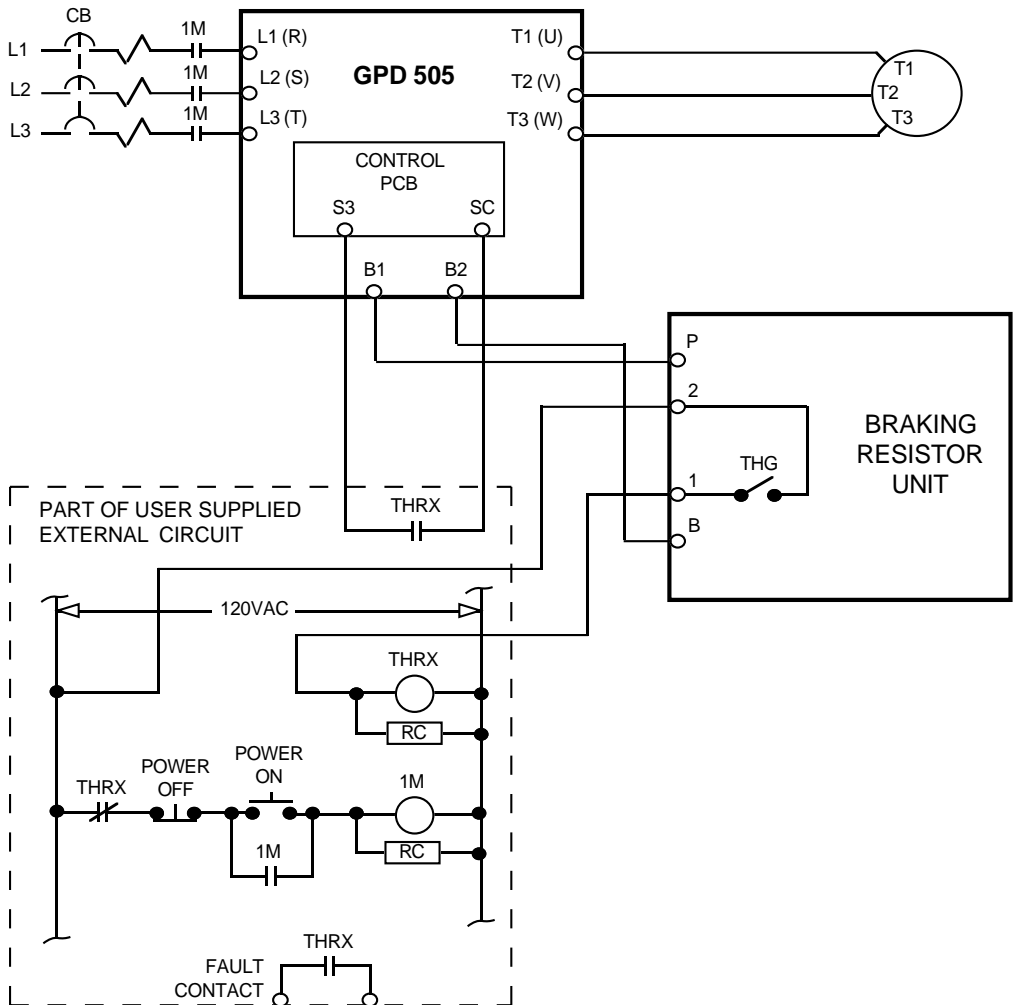 CB
L1
1M
L1 (R)
T1 (U)
L2
1M
L2 (S)
GPD 505
T2 (V)
L3
1M
L3 (T)
T3 (W)
T1
T2
T3
CONTROL
PCB
S3
SC
B1
B2
P
2
1
B
THG
BRAKING
RESISTOR
UNIT
PART OF USER SUPPLIED
EXTERNAL CIRCUIT
THRX
120VAC
THRX
RC
THRX
POWER
OFF
POWER
ON
1M
1M
RC
THRX
FAULT
CONTACT